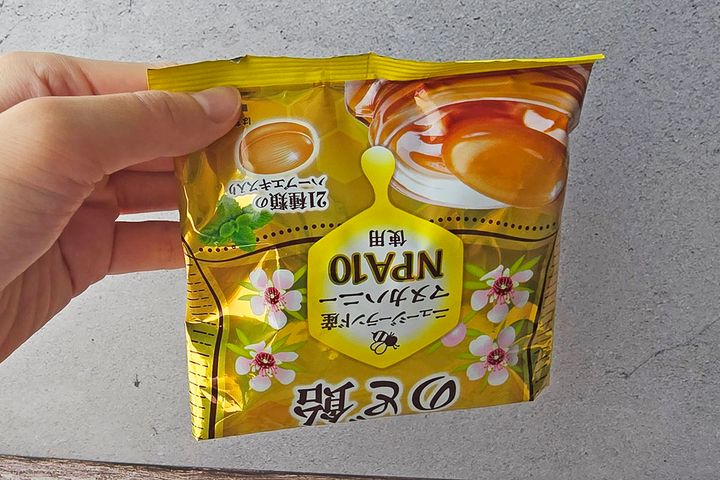 のど飴
ニュージーランド産
マヌカハニー
NPA10
使用
21種類の
ハーブエキス入り